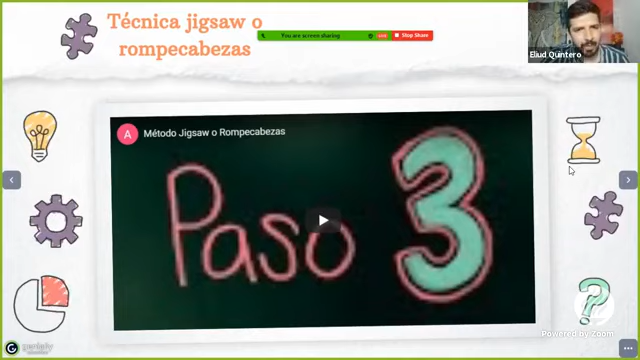 Técnica jigsaw o
rompecabezas
You are screen sharing
Stop Share
Eliud Quintero
A
Método Jigsaw o Rompecabezas
Paso 3
?
Powered by Zoom
G
genially